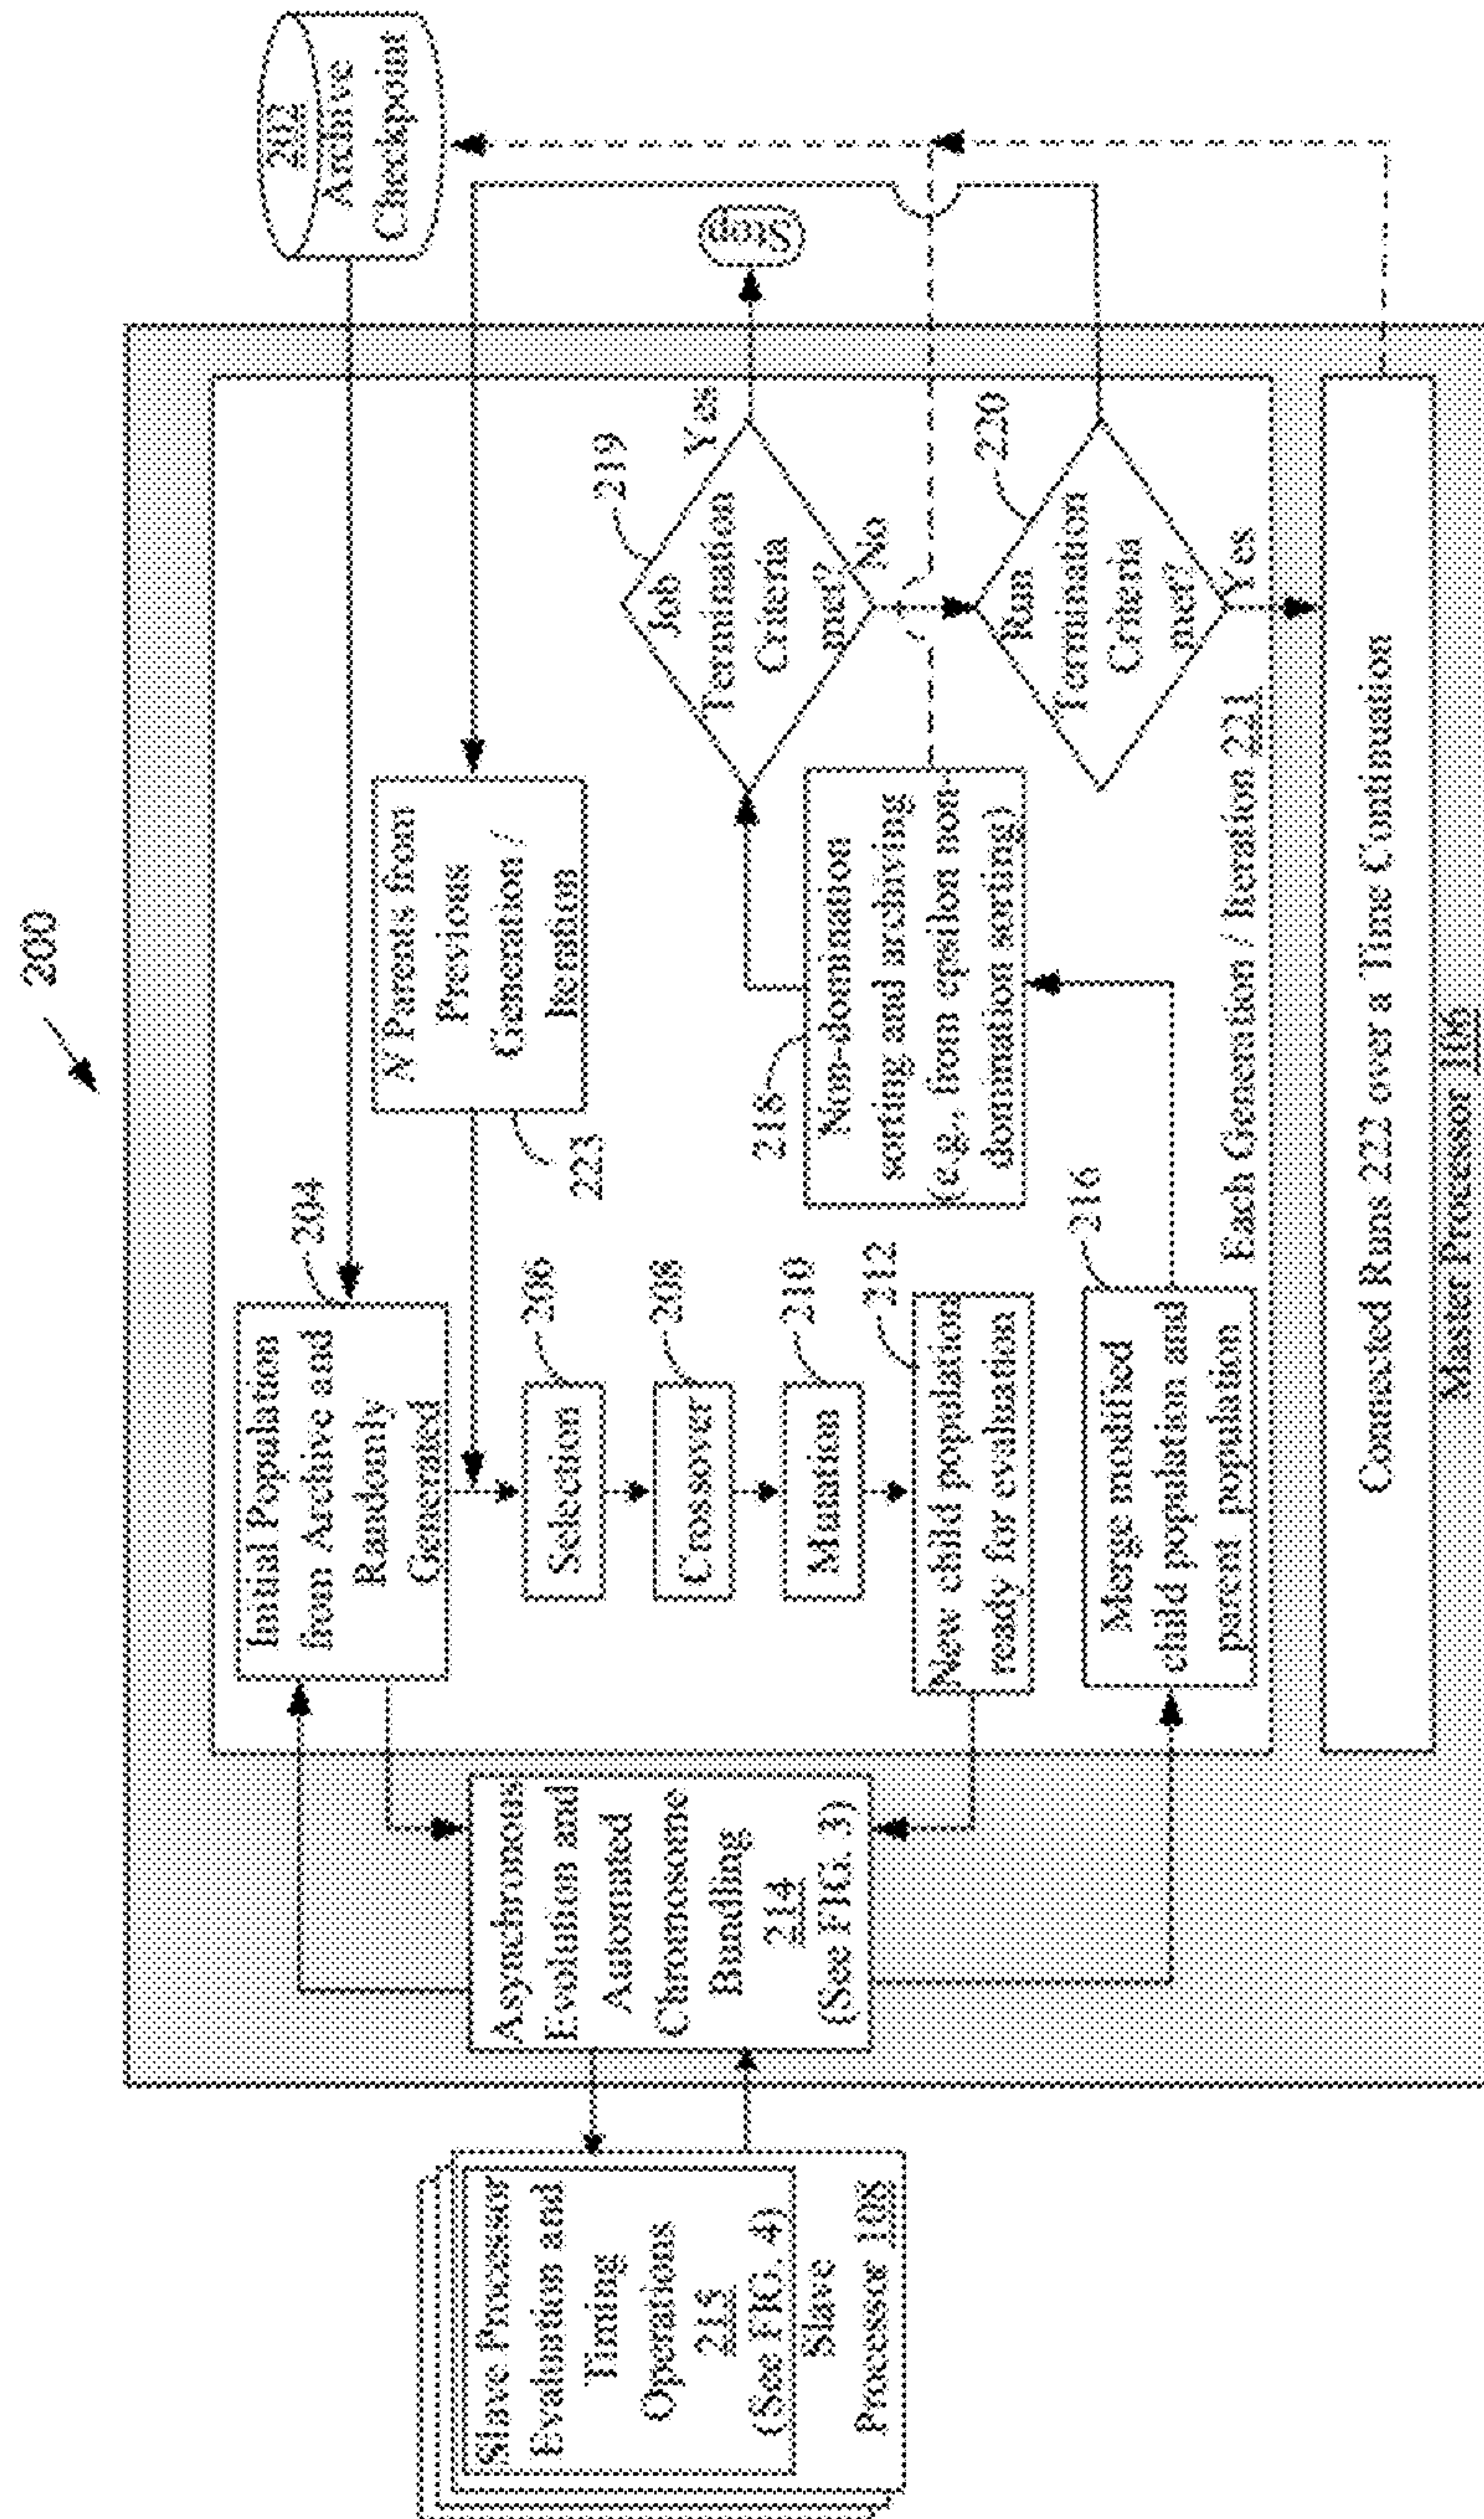 200
202
Archive
Checkpoint
Initial Population
from Archive and
Randomly
Generated
204
N Parents from
Previous
Generation /
Iteration
223
Selection
206
Crossover
208
Mutation
210
New child population
ready for evaluation
212
Asynchronous
Evolution and
Automated
Chromosome
Bundling
214
(See FIG. 3)
Slave Processor
Evaluation and
Timing
Operations
215
(See FIG. 4)
Slave
Processor 108
Merge modified
child population and
parent population
216
Non-domination
sorting and archiving
(e.g., from epsilon non-
domination sorting)
218
Job
Termination
Criteria
met?
219
Yes
Stop
No
Run
Termination
Criteria
met?
220
Yes
Each Generation / Iteration 221
Connected Runs 222 over a Time Continuation
Master Processor 106